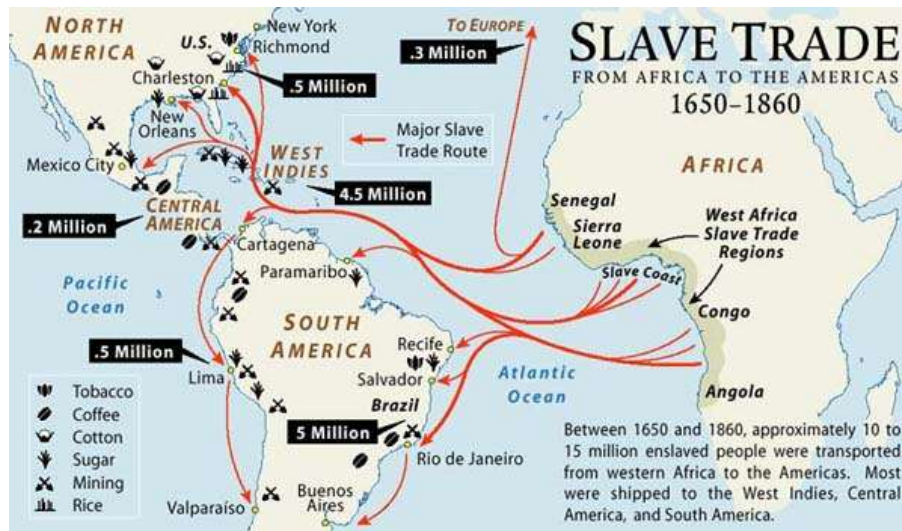 SLAVE TRADE
FROM AFRICA TO THE AMERICAS
1650–1860
NORTH
AMERICA
U.S.
New York
Richmond
Charleston
.5 Million
New
Orleans
Mexico City
WEST
INDIES
4.5 Million
.2 Million
CENTRAL
AMERICA
TO EUROPE
.3 Million
Major Slave
Trade Route
AFRICA
Senegal
Sierra
Leone
West Africa
Slave Trade
Regions
Slave Coast
Congo
Angola
Cartagena
Paramaribo
Pacific
Ocean
SOUTH
AMERICA
.5 Million
Lima
Recife
Salvador
Brazil
5 Million
Rio de Janeiro
Atlantic
Ocean
Valparaíso
Buenos
Aires
Tobacco
Coffee
Cotton
Sugar
Mining
Rice
Between 1650 and 1860, approximately 10 to
15 million enslaved people were transported
from western Africa to the Americas. Most
were shipped to the West Indies, Central
America, and South America.